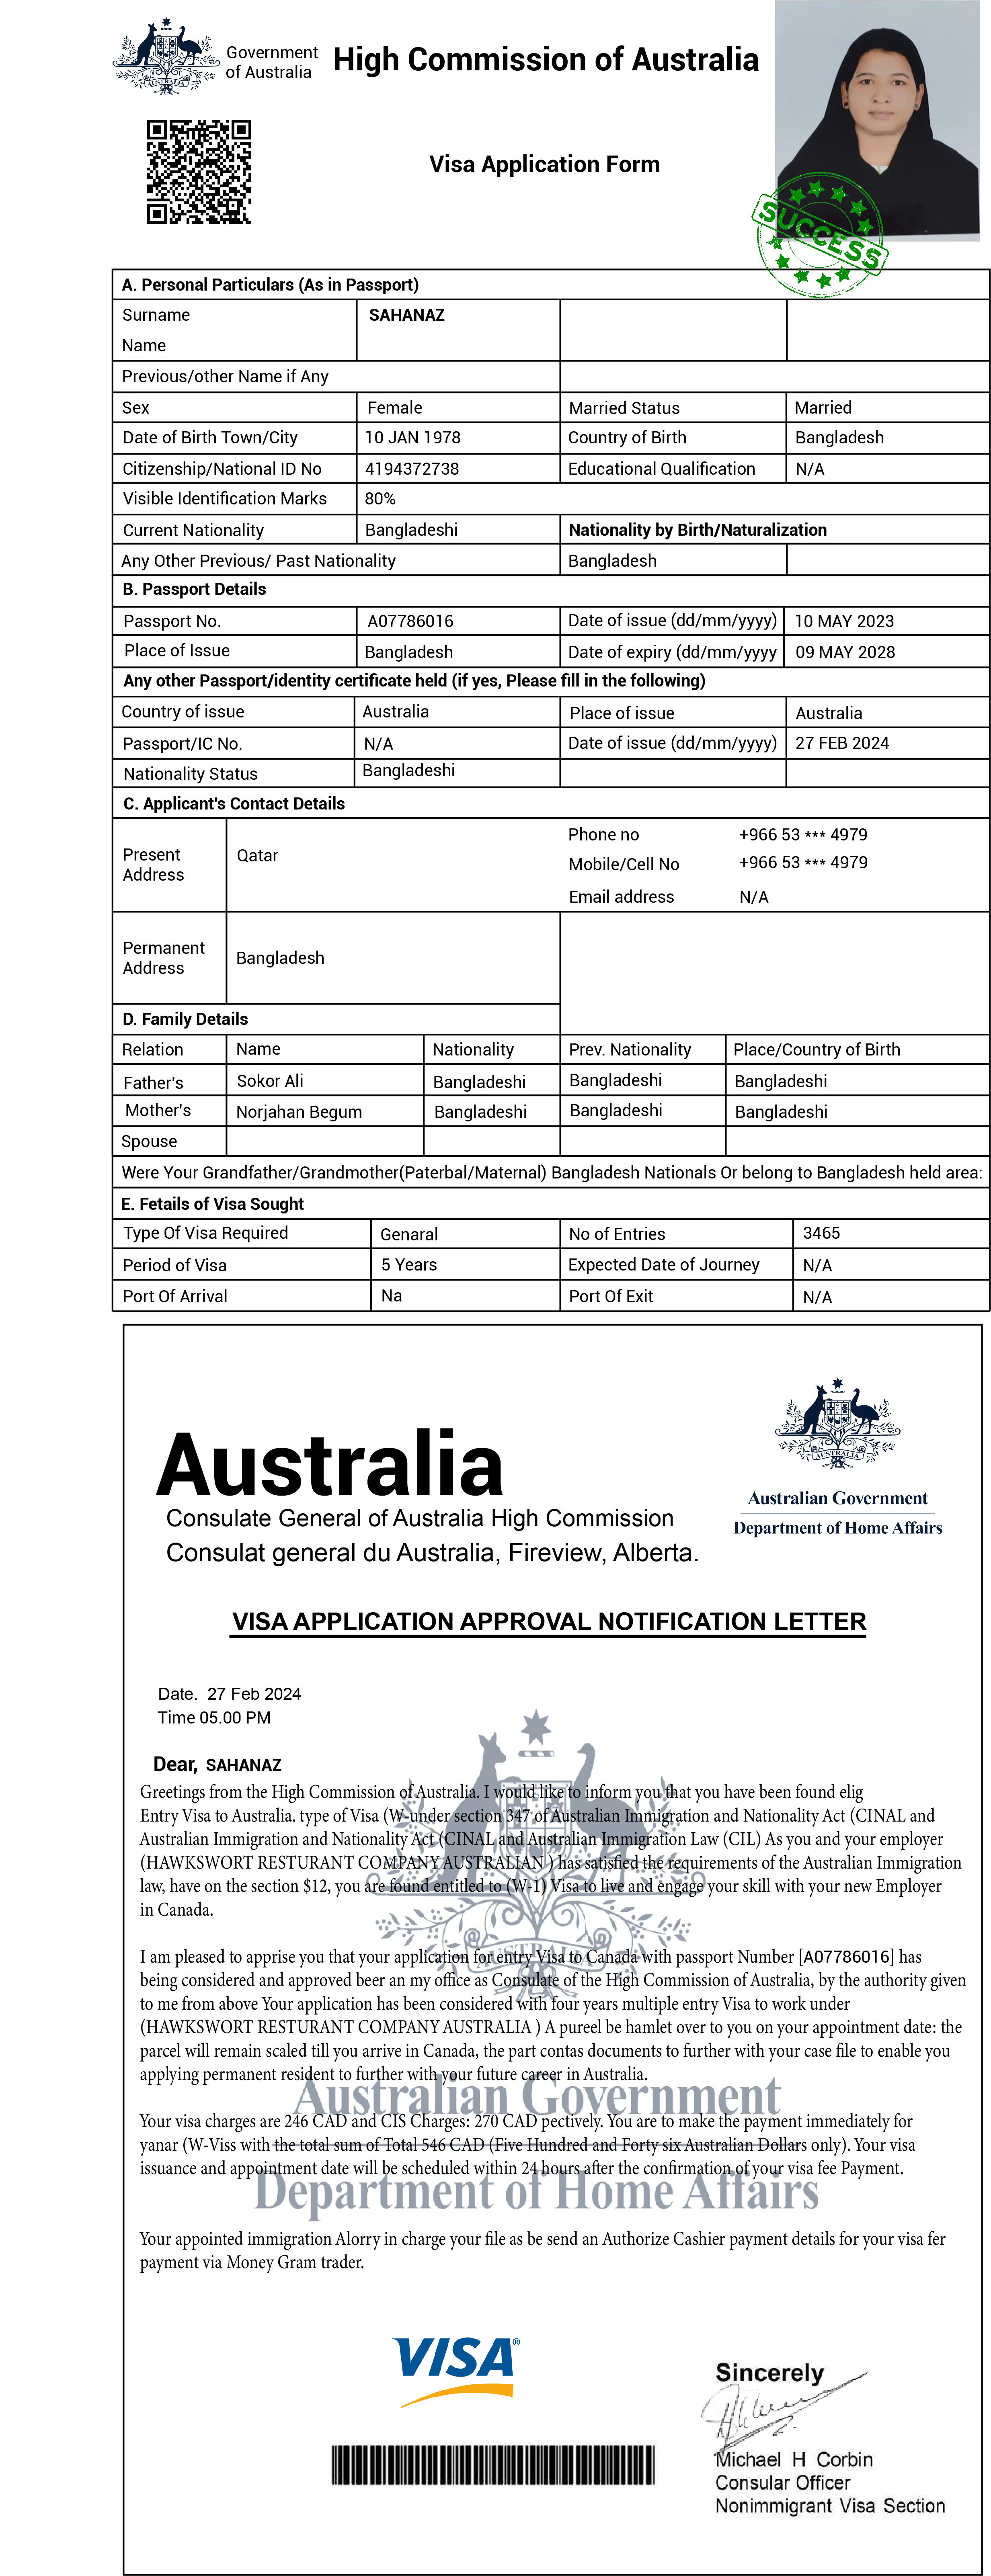 Government
of Australia
High Commission of Australia
AUSTRALIA
Visa Application Form
SUCCESS
A. Personal Particulars (As in Passport)
Surname SAHANAZ
Name
Previous/other Name if Any
Sex Female Married Status Married
Date of Birth Town/City 10 JAN 1978 Country of Birth Bangladesh
Citizenship/National ID No 4194372738 Educational Qualification N/A
Visible Identification Marks 80%
Current Nationality Bangladeshi Nationality by Birth/Naturalization
Any Other Previous/ Past Nationality Bangladesh
B. Passport Details
Passport No. A07786016 Date of issue (dd/mm/yyyy) 10 MAY 2023
Place of Issue Bangladesh Date of expiry (dd/mm/yyyy 09 MAY 2028
Any other Passport/identity certificate held (if yes, Please fill in the following)
Country of issue Australia Place of issue Australia
Passport/IC No. N/A Date of issue (dd/mm/yyyy) 27 FEB 2024
Nationality Status Bangladeshi
C. Applicant's Contact Details
Present Address Qatar
Phone no +966 53 *** 4979
Mobile/Cell No +966 53 *** 4979
Email address N/A
Permanent Address Bangladesh
D. Family Details
Relation Name Nationality Prev. Nationality Place/Country of Birth
Father's Sokor Ali Bangladeshi Bangladeshi Bangladeshi
Mother's Norjahan Begum Bangladeshi Bangladeshi Bangladeshi
Spouse
Were Your Grandfather/Grandmother(Paterbal/Maternal) Bangladesh Nationals Or belong to Bangladesh held area:
E. Fetails of Visa Sought
Type Of Visa Required Genaral No of Entries 3465
Period of Visa 5 Years Expected Date of Journey N/A
Port Of Arrival Na Port Of Exit N/A
AUSTRALIA
Australian Government
Department of Home Affairs
Australia
Consulate General of Australia High Commission
Consulat general du Australia, Fireview, Alberta.
VISA APPLICATION APPROVAL NOTIFICATION LETTER
Date. 27 Feb 2024
Time 05.00 PM
Dear, SAHANAZ
Greetings from the High Commission of Australia. I would like to inform you that you have been found elig
Entry Visa to Australia. type of Visa (W-under section 347 of Australian Immigration and Nationality Act (CINAL and
Australian Immigration and Nationality Act (CINAL and Australian Immigration Law (CIL) As you and your employer
(HAWKSWORT RESTURANT COMPANY AUSTRALIAN ) has satisfied the requirements of the Australian Immigration
law, have on the section $12, you are found entitled to (W-1) Visa to live and engage your skill with your new Employer
in Canada.
I am pleased to apprise you that your application for entry Visa to Canada with passport Number [A07786016] has
being considered and approved beer an my office as Consulate of the High Commission of Australia, by the authority given
to me from above Your application has been considered with four years multiple entry Visa to work under
(HAWKSWORT RESTURANT COMPANY AUSTRALIA ) A pureel be hamlet over to you on your appointment date: the
parcel will remain scaled till you arrive in Canada, the part contas documents to further with your case file to enable you
applying permanent resident to further with your future career in Australia.
Australian Government
Your visa charges are 246 CAD and CIS Charges: 270 CAD pectively. You are to make the payment immediately for
yanar (W-Viss with the total sum of Total 546 CAD (Five Hundred and Forty six Australian Dollars only). Your visa
issuance and appointment date will be scheduled within 24 hours after the confirmation of your visa fee Payment.
Department of Home Affairs
Your appointed immigration Alorry in charge your file as be send an Authorize Cashier payment details for your visa fer
payment via Money Gram trader.
VISA®
Sincerely
Michael H Corbin
Consular Officer
Nonimmigrant Visa Section